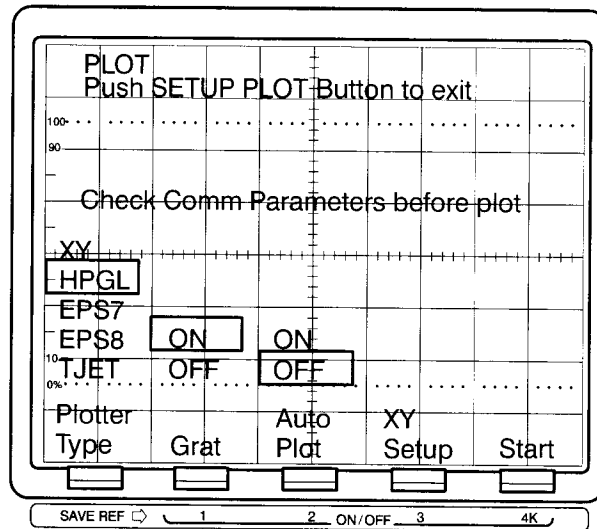 PLOT
Push SETUP PLOT Button to exit
100
90
Check Comm Parameters before plot
XY
HPGL
EPS7
EPS8 ON ON
10
TJET OFF OFF
0%
Plotter Type
Grat
Auto Plot
XY Setup
Start
SAVE REF ⇨ 1 2 ON/OFF 3 4K